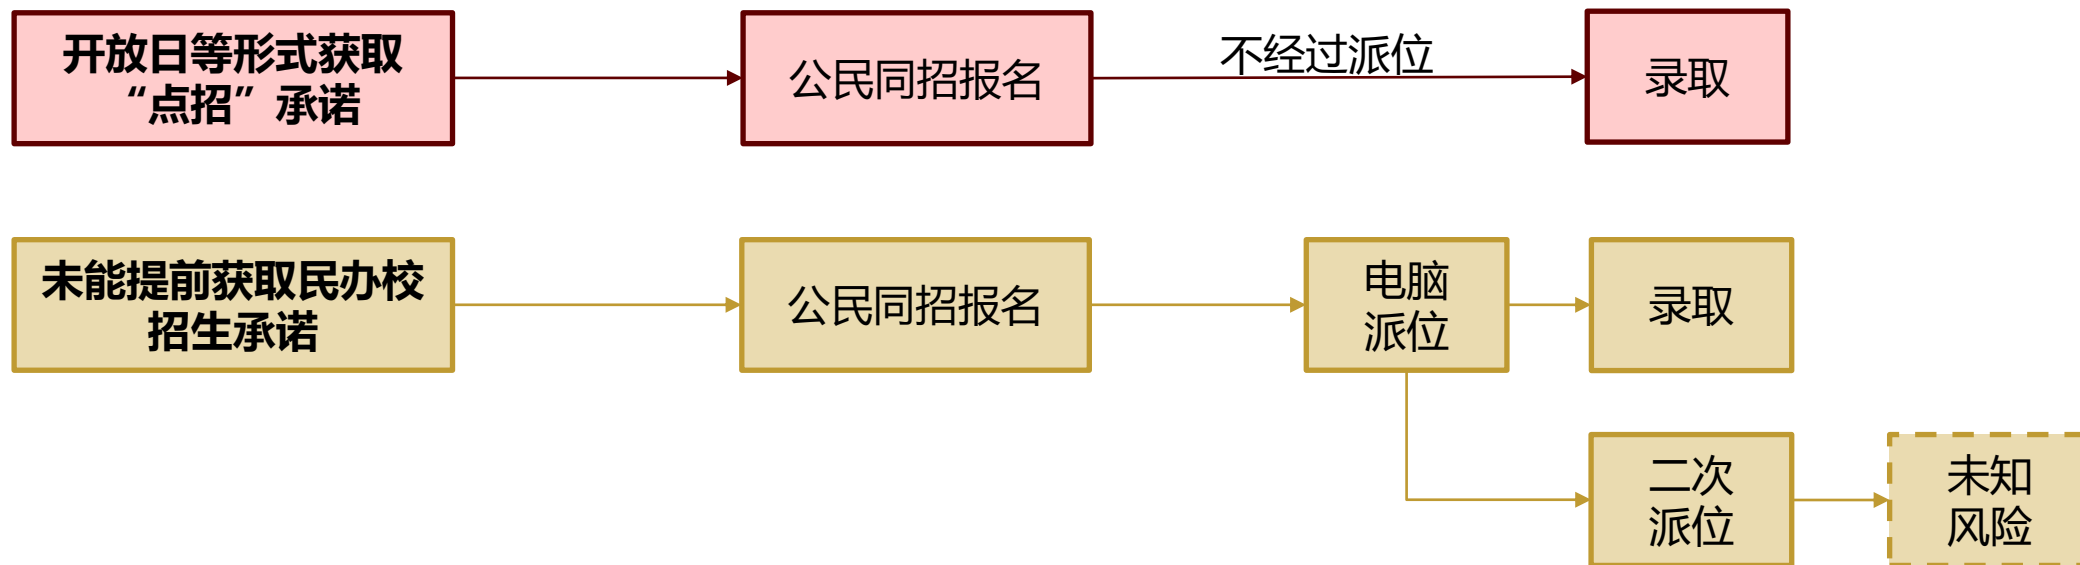 开放日等形式获取
“点招”承诺
公民同招报名
不经过派位
录取
未能提前获取民办校
招生承诺
公民同招报名
电脑
派位
录取
二次
派位
未知
风险